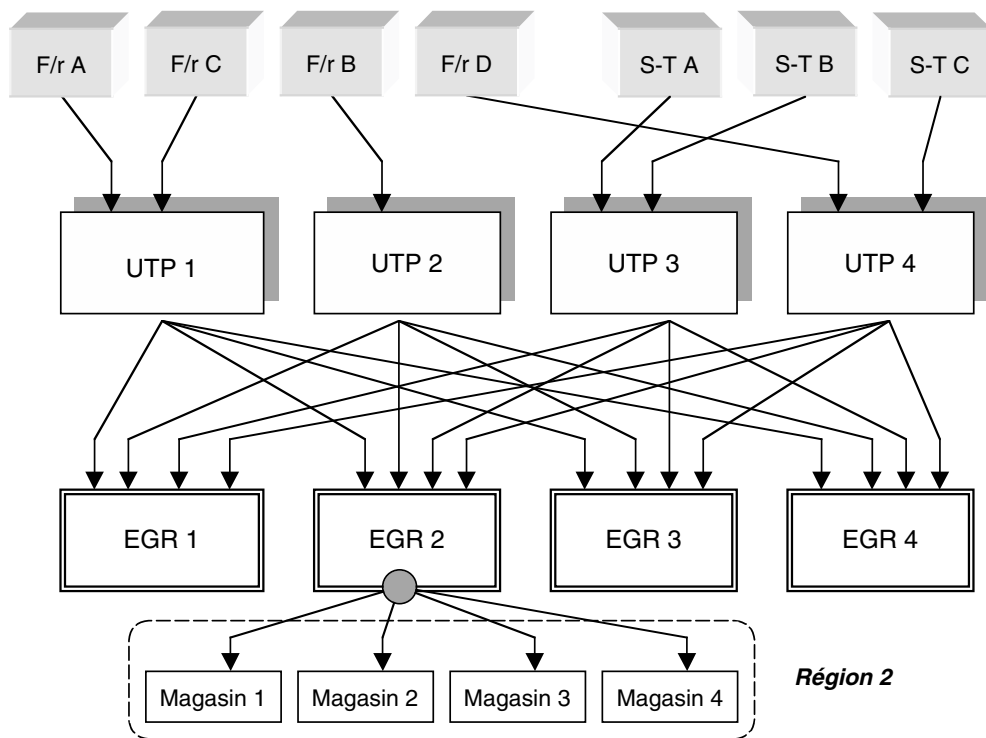 F/r A
F/r C
F/r B
F/r D
S-T A
S-T B
S-T C
UTP 1
UTP 2
UTP 3
UTP 4
EGR 1
EGR 2
EGR 3
EGR 4
Magasin 1
Magasin 2
Magasin 3
Magasin 4
Région 2